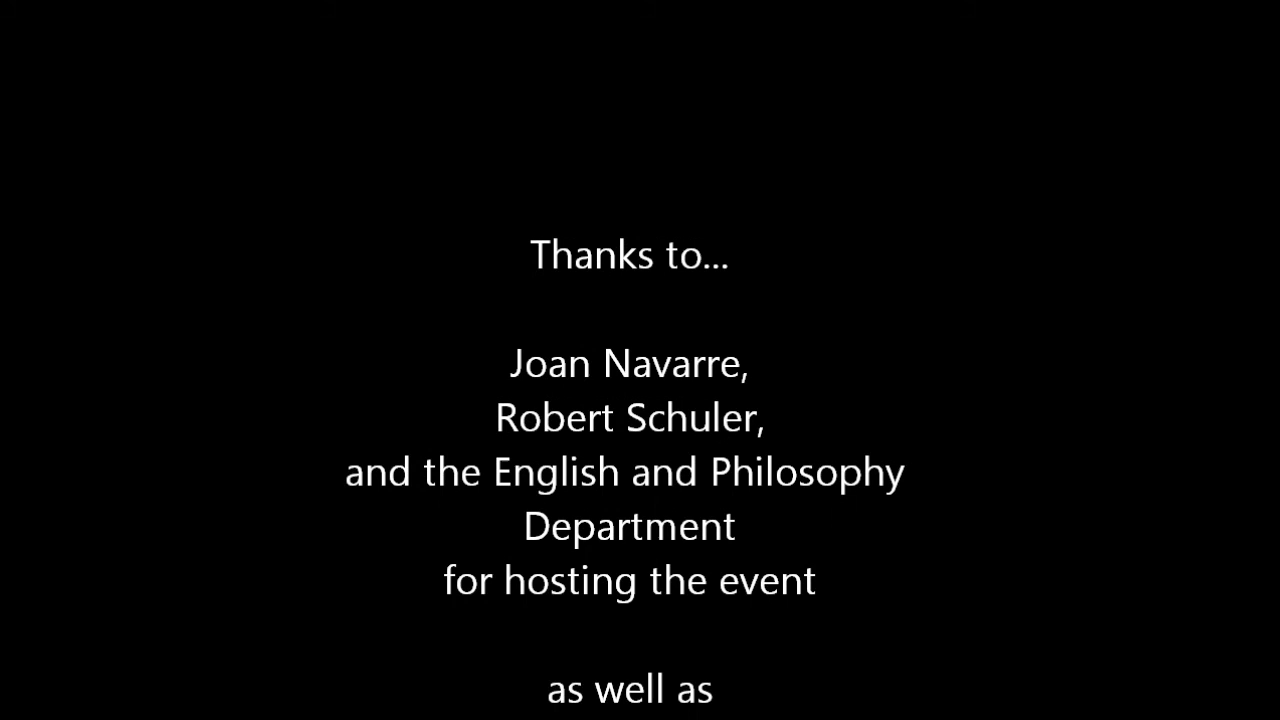 Thanks to...
Joan Navarre,
Robert Schuler,
and the English and Philosophy
Department
for hosting the event
as well as